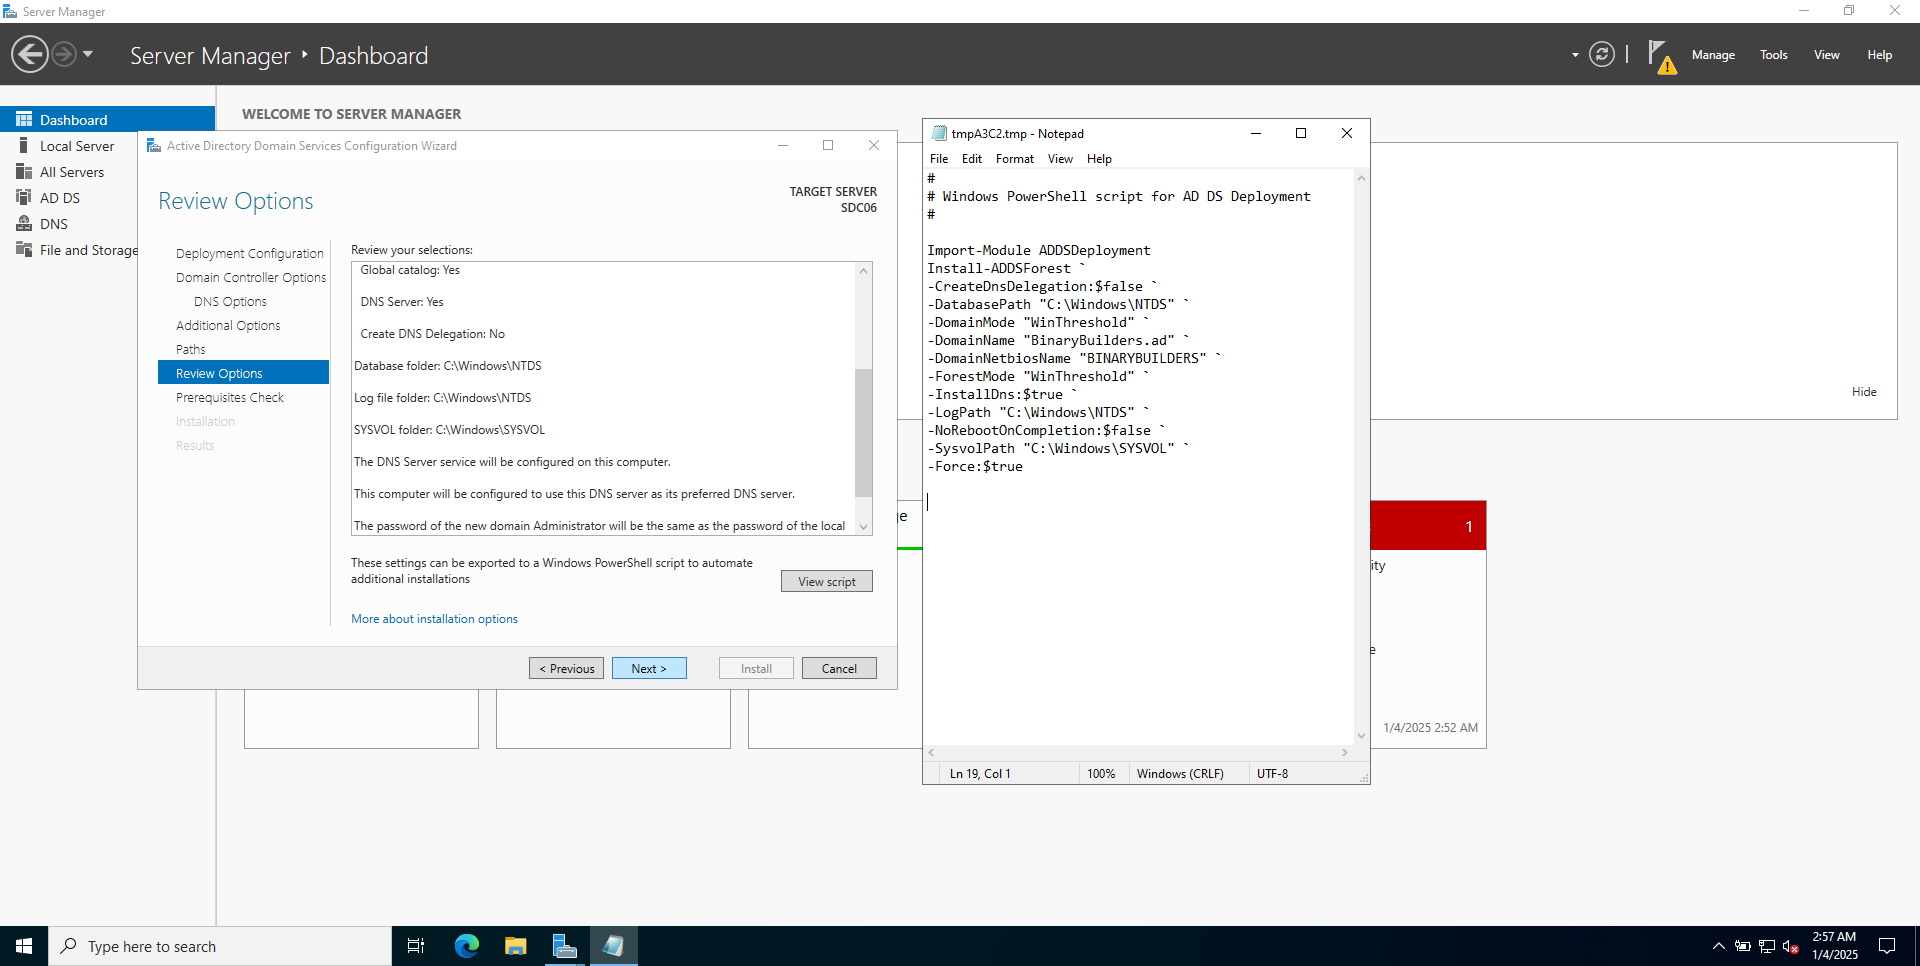 Server Manager
Server Manager ‣ Dashboard
Manage
Tools
View
Help
Dashboard
Local Server
All Servers
AD DS
DNS
File and Storage
WELCOME TO SERVER MANAGER
Active Directory Domain Services Configuration Wizard
Review Options
TARGET SERVER
SDC06
Deployment Configuration
Domain Controller Options
DNS Options
Additional Options
Paths
Review Options
Prerequisites Check
Installation
Results
Review your selections:
Global catalog: Yes
DNS Server: Yes
Create DNS Delegation: No
Database folder: C:\Windows\NTDS
Log file folder: C:\Windows\NTDS
SYSVOL folder: C:\Windows\SYSVOL
The DNS Server service will be configured on this computer.
This computer will be configured to use this DNS server as its preferred DNS server.
The password of the new domain Administrator will be the same as the password of the local
These settings can be exported to a Windows PowerShell script to automate
additional installations
View script
More about installation options
< Previous
Next >
Install
Cancel
tmpA3C2.tmp - Notepad
File Edit Format View Help
#
# Windows PowerShell script for AD DS Deployment
#
Import-Module ADDSDeployment
Install-ADDSForest `
-CreateDnsDelegation:$false `
-DatabasePath "C:\Windows\NTDS" `
-DomainMode "WinThreshold" `
-DomainName "BinaryBuilders.ad" `
-DomainNetbiosName "BINARYBUILDERS" `
-ForestMode "WinThreshold" `
-InstallDns:$true `
-LogPath "C:\Windows\NTDS" `
-NoRebootOnCompletion:$false `
-SysvolPath "C:\Windows\SYSVOL" `
-Force:$true
Ln 19, Col 1
100%
Windows (CRLF)
UTF-8
Hide
ge
1
ity
e
1/4/2025 2:52 AM
Type here to search
2:57 AM
1/4/2025